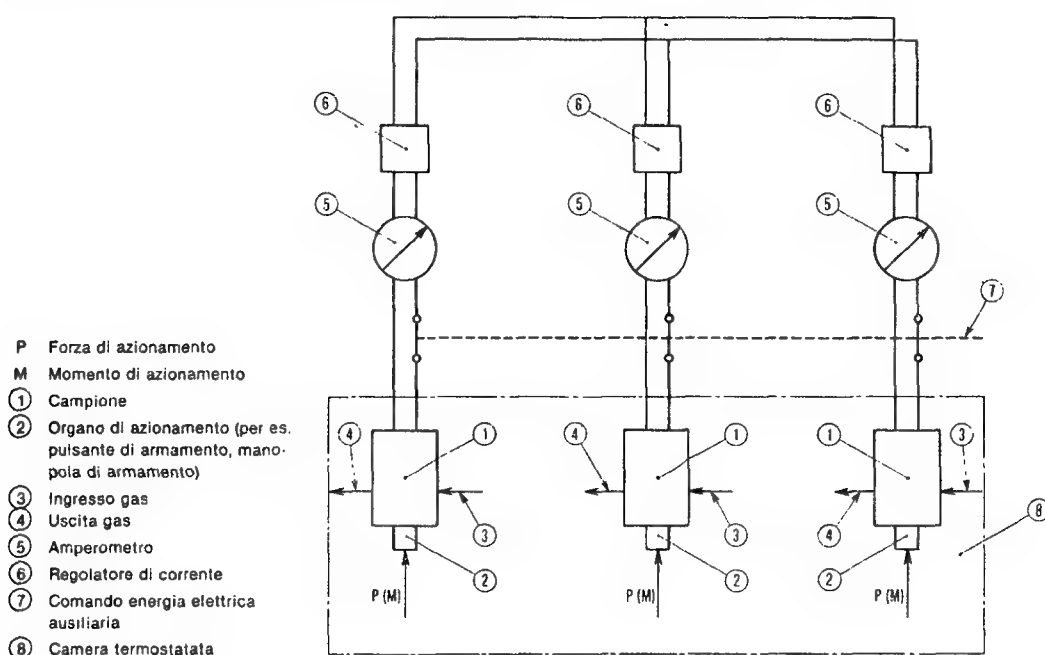 6
6
6
5
5
5
7
P Forza di azionamento
M Momento di azionamento
1 Campione
2 Organo di azionamento (per es.
pulsante di armamento, mano-
pola di armamento)
3 Ingresso gas
4 Uscita gas
5 Amperometro
6 Regolatore di corrente
7 Comando energia elettrica
ausiliaria
8 Camera termostatata
4 1 4 1 1 3
3 3 4 8
2 2 2
P (M) P (M) P (M)